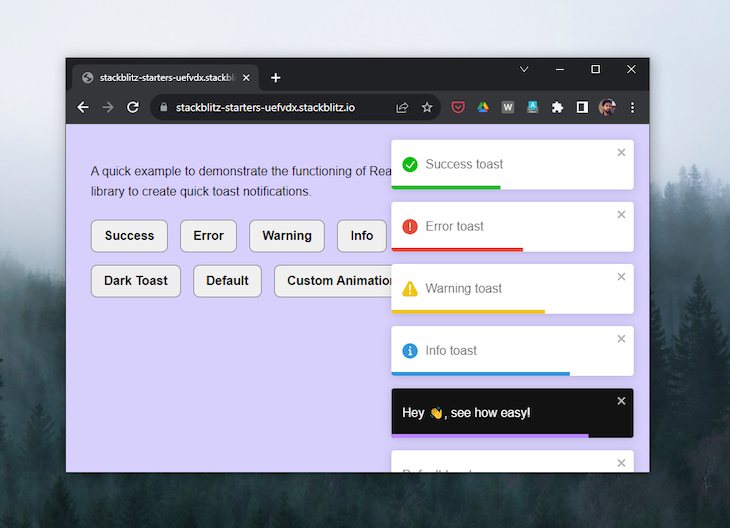 stackblitz-starters-uefvdx.stackbli
stackblitz-starters-uefvdx.stackblitz.io
A quick example to demonstrate the functioning of Rea
library to create quick toast notifications.
Success
Error
Warning
Info
Dark Toast
Default
Custom Animation
Success toast
Error toast
Warning toast
Info toast
Hey 👋, see how easy!